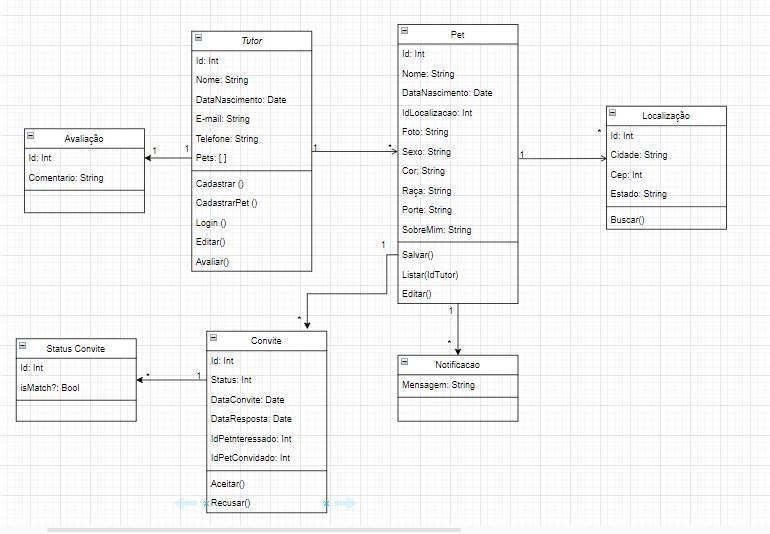 Tutor
Id: Int
Nome: String
DataNascimento: Date
E-mail: String
Telefone: String
Pets: [ ]
Cadastrar ()
CadastrarPet ()
Login ()
Editar()
Avaliar()
Pet
Id: Int
Nome: String
DataNascimento: Date
IdLocalizacao: Int
Foto: String
Sexo: String
Cor; String
Raça: String
Porte: String
SobreMim: String
Salvar()
Listar(IdTutor)
Editar()
Localização
Id: Int
Cidade: String
Cep: Int
Estado: String
Buscar()
Avaliação
Id: Int
Comentario: String
1
1
1
*
1
*
1
*
1
*
1
*
Status Convite
Id: Int
isMatch?: Bool
Convite
Id: Int
Status: Int
DataConvite: Date
DataResposta: Date
IdPetnteressado: Int
IdPetConvidado: Int
Aceitar()
Recusar()
Notificacao
Mensagem: String